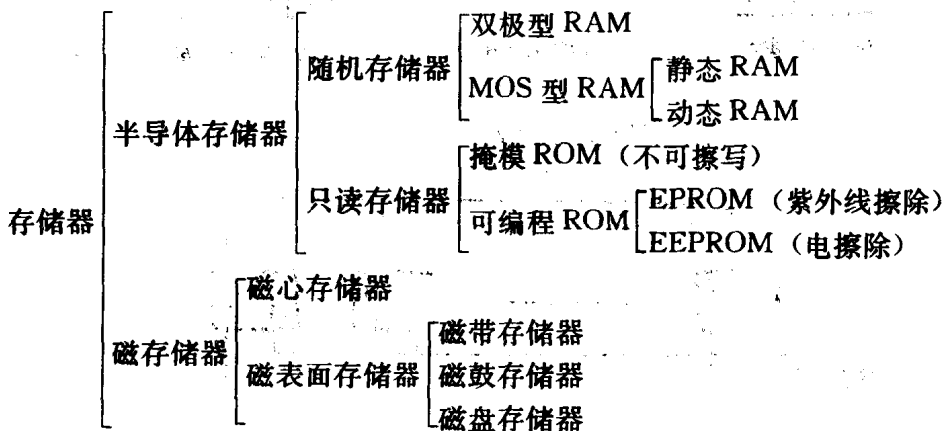 双极型 RAM
随机存储器
MOS 型 RAM
静态 RAM
动态 RAM
半导体存储器
掩模 ROM（不可擦写）
只读存储器
可编程 ROM
EPROM（紫外线擦除）
EEPROM（电擦除）
存储器
磁心存储器
磁存储器
磁带存储器
磁表面存储器
磁鼓存储器
磁盘存储器